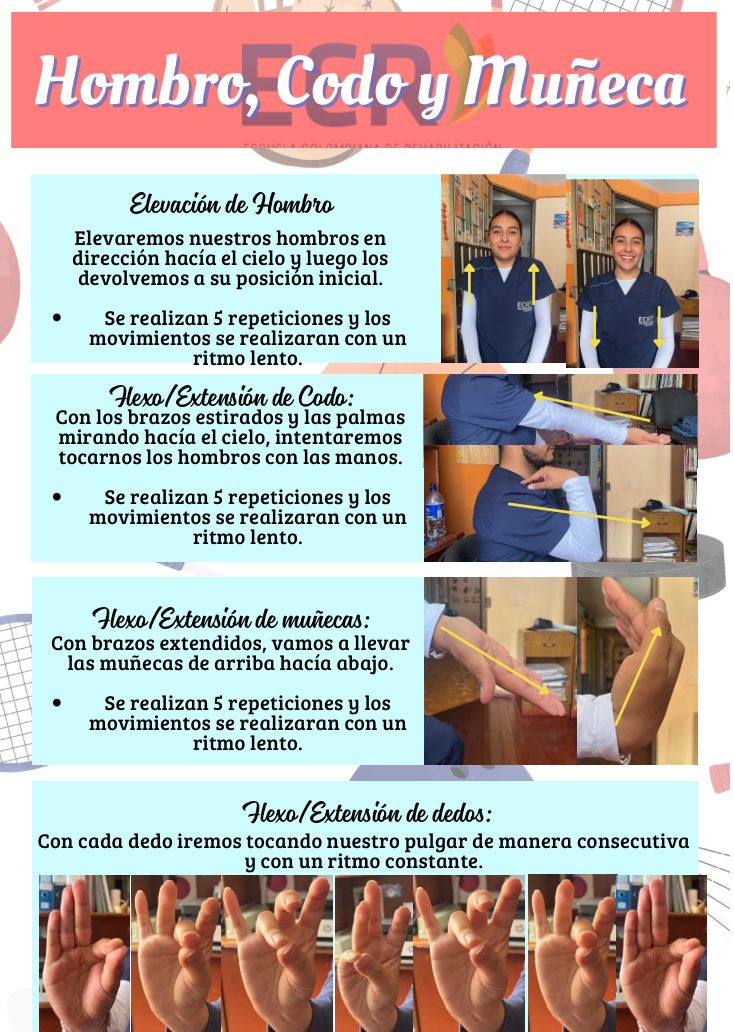 Hombro, Codo y Muñeca
ECR
ESCUELA COLOMBIANA DE REHABILITACIÓN
Elevación de Hombro
Elevaremos nuestros hombros en
dirección hacía el cielo y luego los
devolvemos a su posición inicial.
• Se realizan 5 repeticiones y los
movimientos se realizaran con un
ritmo lento.
ECR
Flexo/Extensión de Codo:
Con los brazos estirados y las palmas
mirando hacía el cielo, intentaremos
tocarnos los hombros con las manos.
• Se realizan 5 repeticiones y los
movimientos se realizaran con un
ritmo lento.
Flexo/Extensión de muñecas:
Con brazos extendidos, vamos a llevar
las muñecas de arriba hacía abajo.
• Se realizan 5 repeticiones y los
movimientos se realizaran con un
ritmo lento.
Flexo/Extensión de dedos:
Con cada dedo iremos tocando nuestro pulgar de manera consecutiva
y con un ritmo constante.